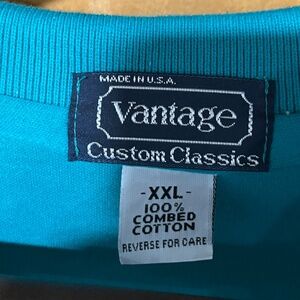 MADE IN U.S.A.
Vantage
Custom Classics
- XXL -
100%
COMBED
COTTON
REVERSE FOR CARE